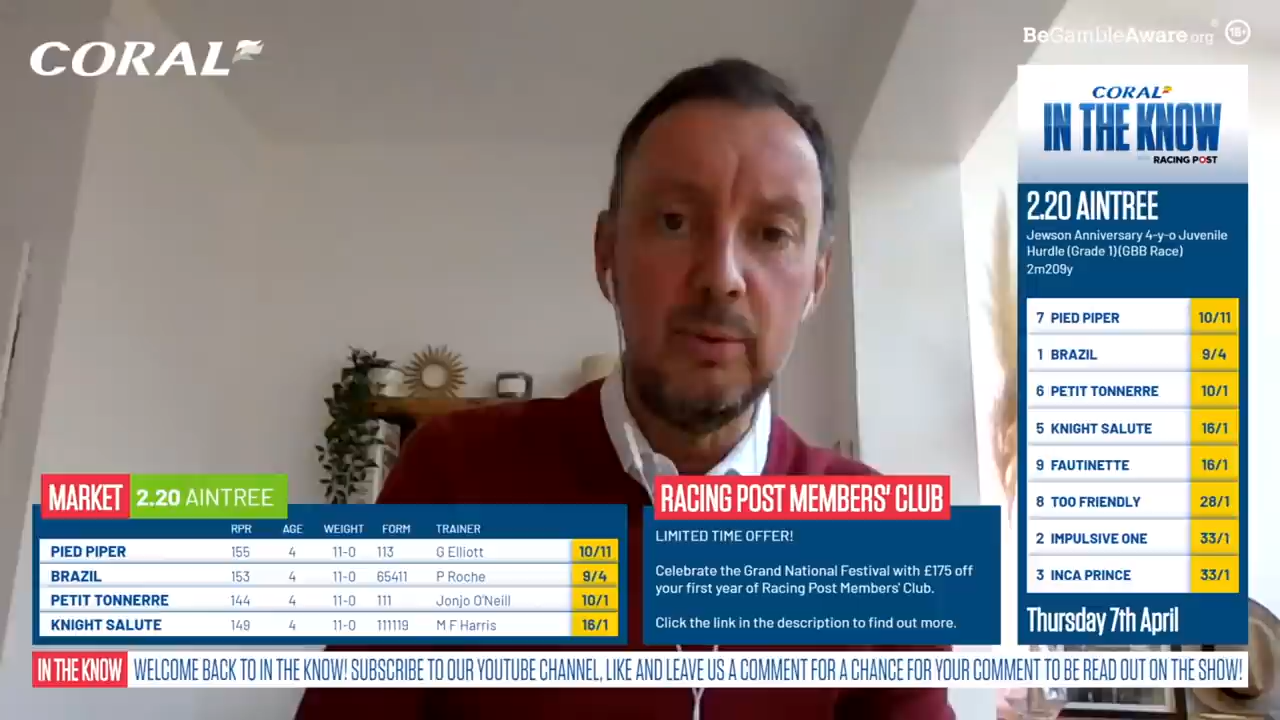 CORAL
BeGambleAware.org 18+
CORAL
IN THE KNOW
RACING POST
2.20 AINTREE
Jewson Anniversary 4-y-o Juvenile
Hurdle (Grade 1) (GBB Race)
2m209y
7 PIED PIPER 10/11
1 BRAZIL 9/4
6 PETIT TONNERRE 10/1
5 KNIGHT SALUTE 16/1
9 FAUTINETTE 16/1
8 TOO FRIENDLY 28/1
2 IMPULSIVE ONE 33/1
3 INCA PRINCE 33/1
Thursday 7th April
MARKET 2.20 AINTREE
RPR AGE WEIGHT FORM TRAINER
PIED PIPER 155 4 11-0 113 G Elliott 10/11
BRAZIL 153 4 11-0 65411 P Roche 9/4
PETIT TONNERRE 144 4 11-0 111 Jonjo O'Neill 10/1
KNIGHT SALUTE 149 4 11-0 111119 M F Harris 16/1
RACING POST MEMBERS' CLUB
LIMITED TIME OFFER!
Celebrate the Grand National Festival with £175 off
your first year of Racing Post Members' Club.
Click the link in the description to find out more.
IN THE KNOW WELCOME BACK TO IN THE KNOW! SUBSCRIBE TO OUR YOUTUBE CHANNEL, LIKE AND LEAVE US A COMMENT FOR A CHANCE FOR YOUR COMMENT TO BE READ OUT ON THE SHOW!